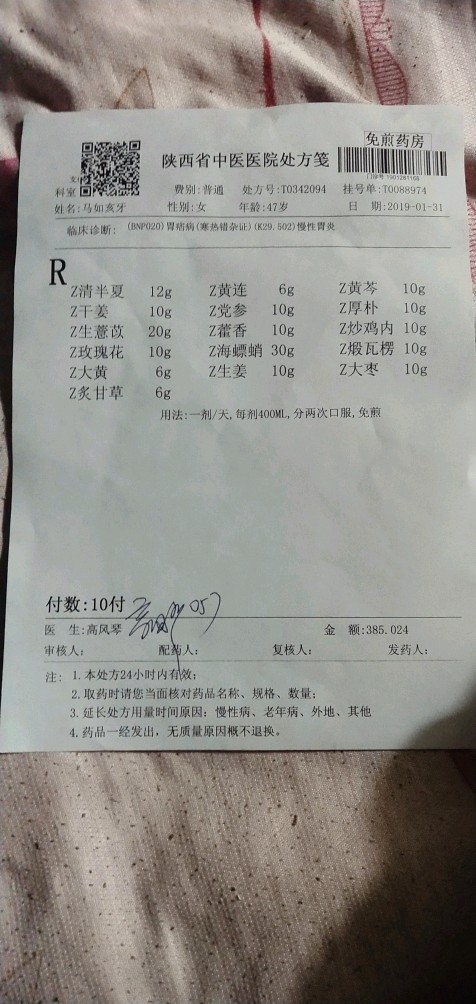 免煎药房
陕西省中医医院处方笺
科室 费别:普通 处方号:T0342094 挂号单:T0088974
姓名:马如亥牙 性别:女 年龄:47岁 日 期:2019-01-31
临床诊断: (BNP020)胃痞病(寒热错杂证)(K29.502)慢性胃炎
R
Z清半夏 12g Z黄连 6g Z黄芩 10g
Z干姜 10g Z党参 10g Z厚朴 10g
Z生薏苡 20g Z藿香 10g Z炒鸡内 10g
Z玫瑰花 10g Z海螵蛸 30g Z煅瓦楞 10g
Z大黄 6g Z生姜 10g Z大枣 10g
Z炙甘草 6g
用法:一剂/天,每剂400ML,分两次口服,免煎
付数:10付
医 生:高风琴 金 额:385.024
审核人: 配药人: 复核人: 发药人:
注: 1.本处方24小时内有效;
2.取药时请您当面核对药品名称、规格、数量;
3.延长处方用量时间原因: 慢性病、老年病、外地、其他
4.药品一经发出，无质量原因概不退换。